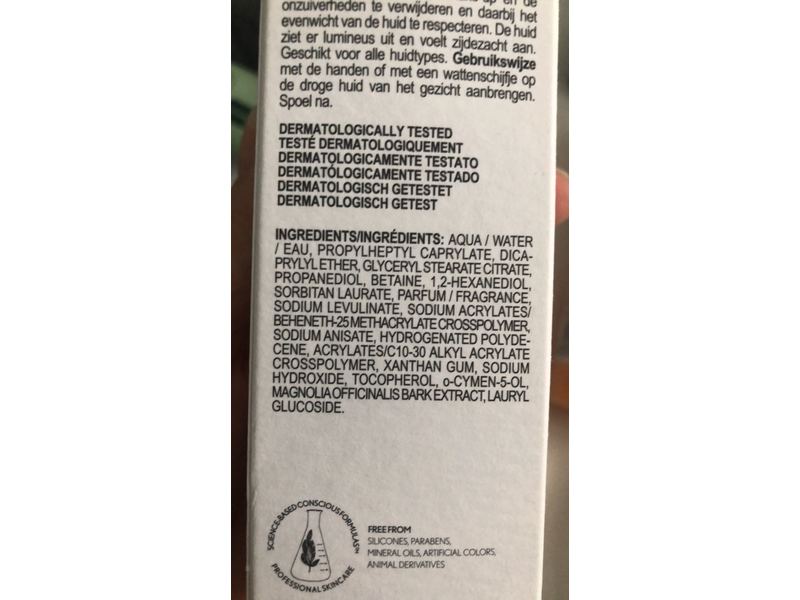 onzuiverheden te verwijderen en daarbij het
evenwicht van de huid te respecteren. De huid
ziet er lumineus uit en voelt zijdezacht aan.
Geschikt voor alle huidtypes. Gebruikswijze
met de handen of met een wattenschijfje op
de droge huid van het gezicht aanbrengen.
Spoel na.
DERMATOLOGICALLY TESTED
TESTÉ DERMATOLOGIQUEMENT
DERMATOLOGICAMENTE TESTATO
DERMATÓLOGICAMENTE TESTADO
DERMATOLOGISCH GETESTET
DERMATOLOGISCH GETEST
INGREDIENTS/INGRÉDIENTS: AQUA / WATER
/ EAU, PROPYLHEPTYL CAPRYLATE, DICA-
PRYLYL ETHER, GLYCERYL STEARATE CITRATE,
PROPANEDIOL, BETAINE, 1,2-HEXANEDIOL,
SORBITAN LAURATE, PARFUM / FRAGRANCE,
SODIUM LEVULINATE, SODIUM ACRYLATES/
BEHENETH-25 METHACRYLATE CROSSPOLYMER,
SODIUM ANISATE, HYDROGENATED POLYDE-
CENE, ACRYLATES/C10-30 ALKYL ACRYLATE
CROSSPOLYMER, XANTHAN GUM, SODIUM
HYDROXIDE, TOCOPHEROL, o-CYMEN-5-OL,
MAGNOLIA OFFICINALIS BARK EXTRACT, LAURYL
GLUCOSIDE.
SCIENCE-BASED CONSCIOUS FORMULAS™
PROFESSIONAL SKINCARE
FREE FROM
SILICONES, PARABENS,
MINERAL OILS, ARTIFICIAL COLORS,
ANIMAL DERIVATIVES